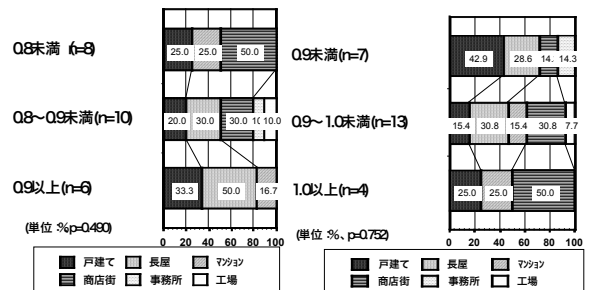 0.8未満 (n=8)
25.0 25.0 50.0
0.8～0.9未満(n=10)
20.0 30.0 30.0 10 10.0
0.9以上(n=6)
33.3 50.0 16.7
(単位:%p=0.490)
0 20 40 60 80 100
戸建て 長屋 マンション
商店街 事務所 工場
0.9未満(n=7)
42.9 28.6 14. 14.3
0.9～1.0未満(n=13)
15.4 30.8 15.4 30.8 7.7
1.0以上(n=4)
25.0 25.0 50.0
(単位:%、p=0.752)
0 20 40 60 80 100
戸建て 長屋 マンション
商店街 事務所 工場